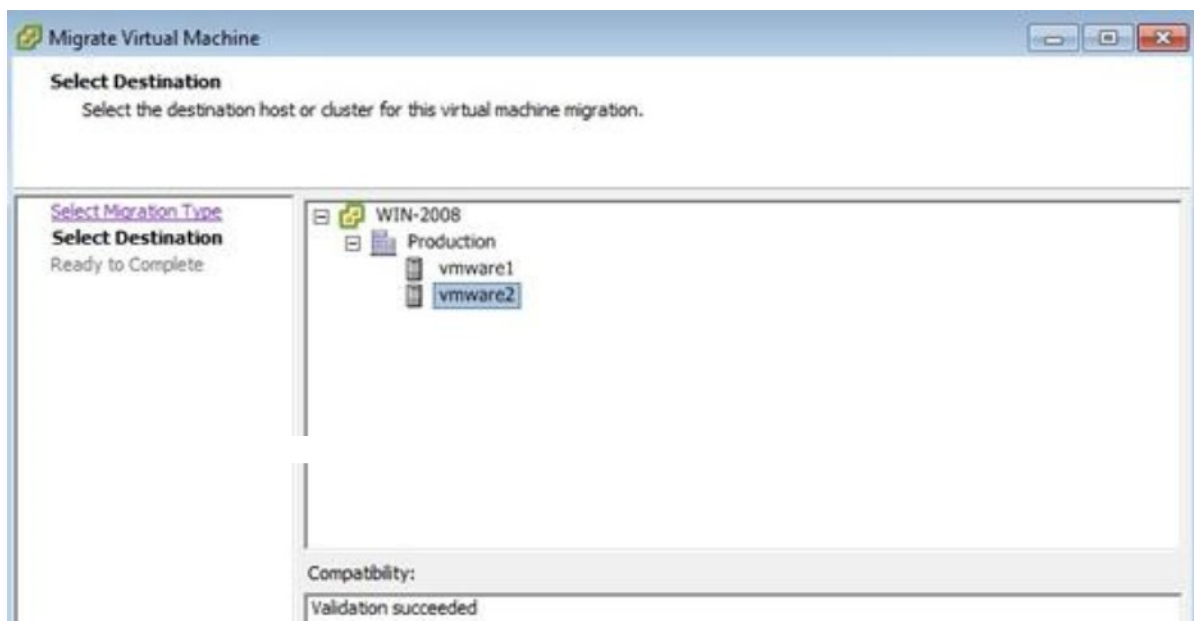 Migrate Virtual Machine
Select Destination
Select the destination host or cluster for this virtual machine migration.
Select Migration Type
Select Destination
Ready to Complete
WIN-2008
Production
vmware1
vmware2
Compatibility:
Validation succeeded